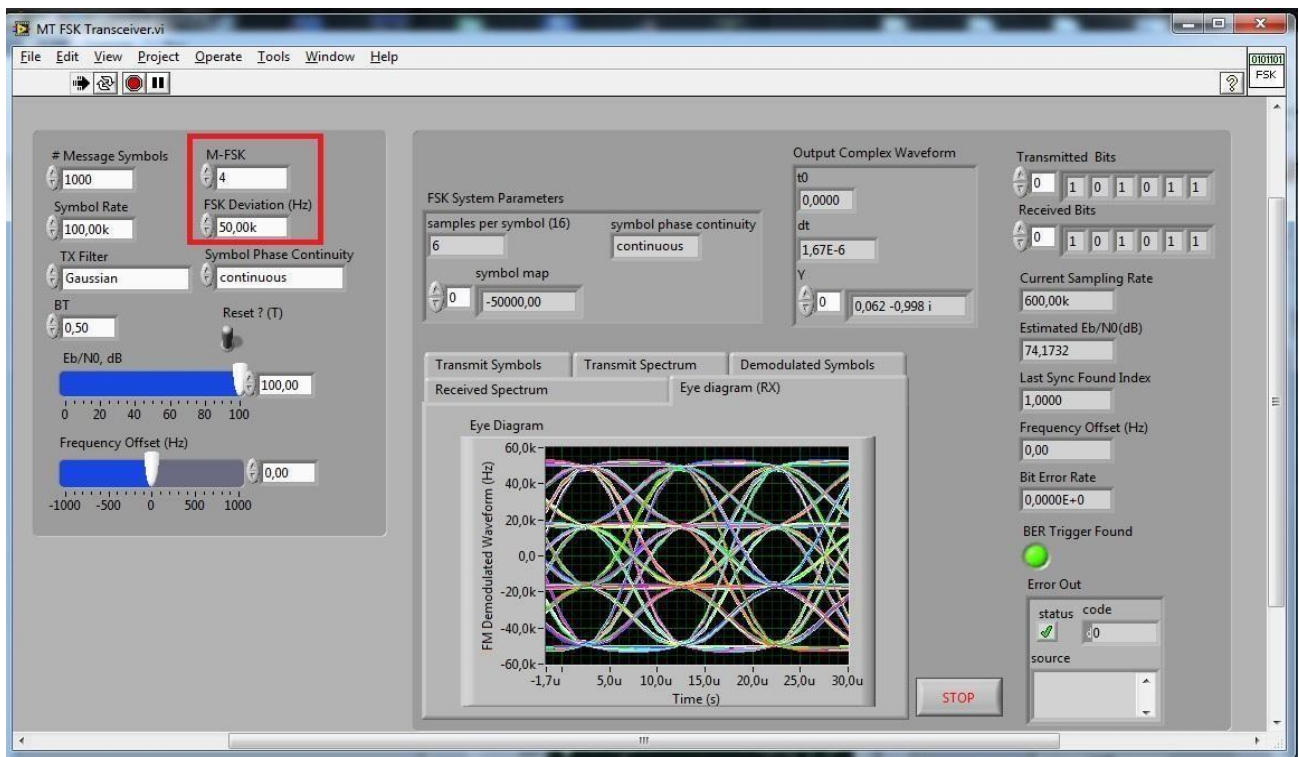 MT FSK Transceiver.vi
File Edit View Project Operate Tools Window Help
0101101
FSK
# Message Symbols
1000
M-FSK
4
Symbol Rate
100,00k
FSK Deviation (Hz)
50,00k
TX Filter
Gaussian
Symbol Phase Continuity
continuous
BT
0,50
Reset ? (T)
Eb/N0, dB
100,00
0 20 40 60 80 100
Frequency Offset (Hz)
0,00
-1000 -500 0 500 1000
FSK System Parameters
samples per symbol (16)
6
symbol phase continuity
continuous
symbol map
0
-50000,00
Output Complex Waveform
t0
0,0000
dt
1,67E-6
Y
0
0,062 -0,998 i
Transmit Symbols
Transmit Spectrum
Demodulated Symbols
Received Spectrum
Eye diagram (RX)
Eye Diagram
FM Demodulated Waveform (Hz)
60,0k
40,0k
20,0k
0,0
-20,0k
-40,0k
-60,0k
-1,7u 5,0u 10,0u 15,0u 20,0u 25,0u 30,0u
Time (s)
STOP
Transmitted Bits
0 1 0 1 0 1 1
Received Bits
0 1 0 1 0 1 1
Current Sampling Rate
600,00k
Estimated Eb/N0(dB)
74,1732
Last Sync Found Index
1,0000
Frequency Offset (Hz)
0,00
Bit Error Rate
0,0000E+0
BER Trigger Found
Error Out
status code
d0
source